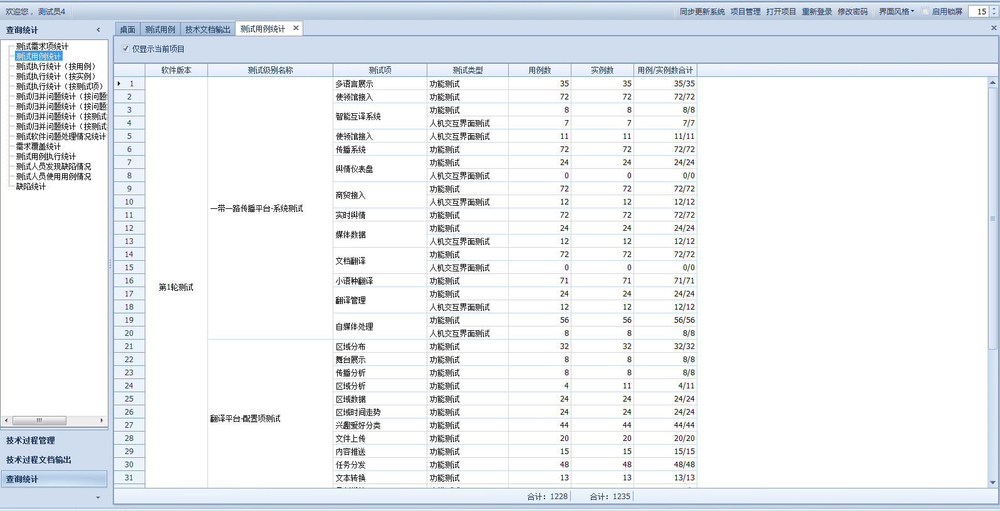 欢迎您， 测试员4
同步更新系统 项目管理 打开项目 重新登录 修改密码 界面风格 启用锁屏 15
查询统计
桌面 测试用例 技术文档输出 测试用例统计
测试需求项统计
测试用例统计
测试执行统计（按用例）
测试执行统计（按实例）
测试执行统计（按测试项）
测试归并问题统计（按问题
测试归并问题统计（按问题
测试归并问题统计（按测试
测试归并问题统计（按测试
测试软件问题处理情况统计
需求覆盖统计
测试用例执行统计
测试人员发现缺陷情况
测试人员使用用例情况
缺陷统计
技术过程管理
技术过程文档输出
查询统计
仅显示当前项目
软件版本 测试级别名称 测试项 测试类型 用例数 实例数 用例/实例数合计
第1轮测试
一带一路传播平台-系统测试
1 多语言展示 功能测试 35 35 35/35
2 使领馆接入 功能测试 72 72 72/72
3 智能互译系统 功能测试 8 8 8/8
4 人机交互界面测试 7 7 7/7
5 使领馆接入 人机交互界面测试 11 11 11/11
6 传播系统 功能测试 72 72 72/72
7 舆情仪表盘 功能测试 24 24 24/24
8 人机交互界面测试 0 0 0/0
9 商贸接入 功能测试 72 72 72/72
10 人机交互界面测试 12 12 12/12
11 实时舆情 功能测试 72 72 72/72
12 媒体数据 功能测试 24 24 24/24
13 人机交互界面测试 12 12 12/12
14 文档翻译 功能测试 72 72 72/72
15 人机交互界面测试 0 0 0/0
16 小语种翻译 功能测试 71 71 71/71
17 翻译管理 功能测试 24 24 24/24
18 人机交互界面测试 12 12 12/12
19 自媒体处理 功能测试 56 56 56/56
20 人机交互界面测试 8 8 8/8
翻译平台-配置项测试
21 区域分布 功能测试 32 32 32/32
22 舞台展示 功能测试 8 8 8/8
23 传播分析 功能测试 8 8 8/8
24 区域分析 功能测试 4 11 4/11
25 区域数据 功能测试 24 24 24/24
26 区域时间走势 功能测试 24 24 24/24
27 兴趣爱好分类 功能测试 44 44 44/44
28 文件上传 功能测试 20 20 20/20
29 内容推送 功能测试 15 15 15/15
30 任务分发 功能测试 48 48 48/48
31 文本转换 功能测试 13 13 13/13
合计：1228 合计：1235